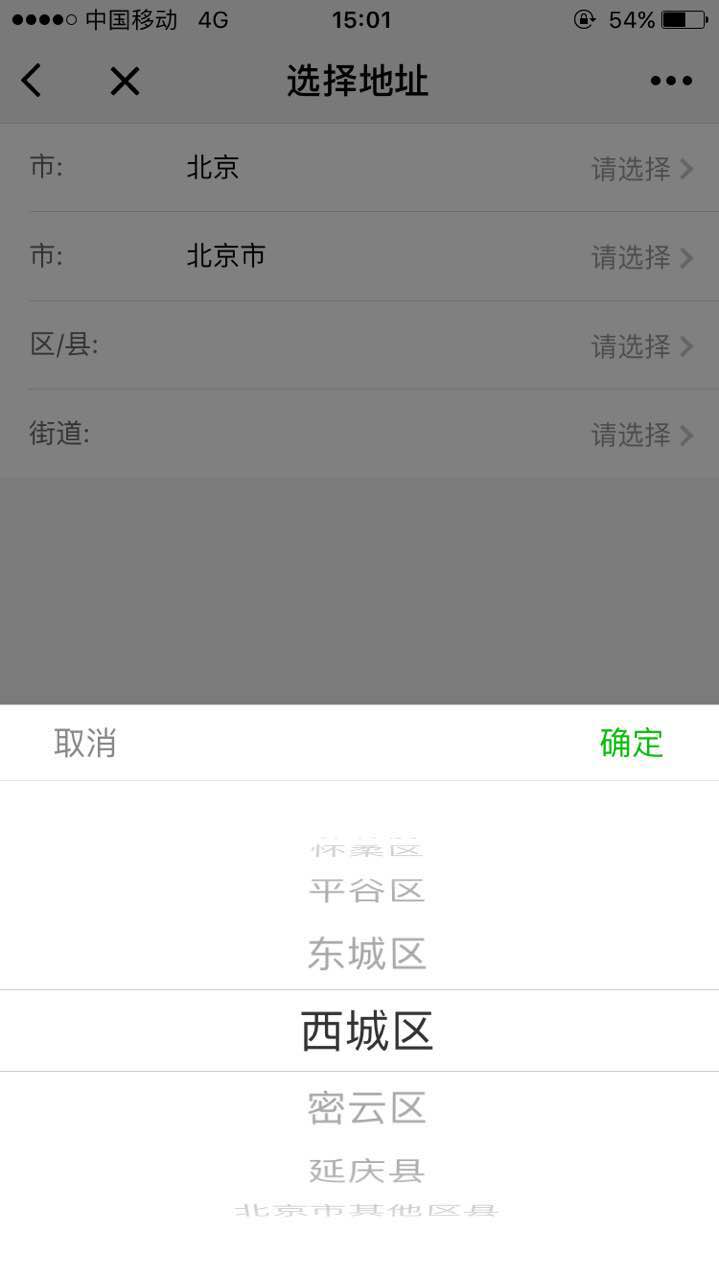 中国移动 4G 15:01 54%
选择地址
市: 北京 请选择
市: 北京市 请选择
区/县: 请选择
街道: 请选择
取消 确定
怀柔区
平谷区
东城区
西城区
密云区
延庆县
北京市其他区县